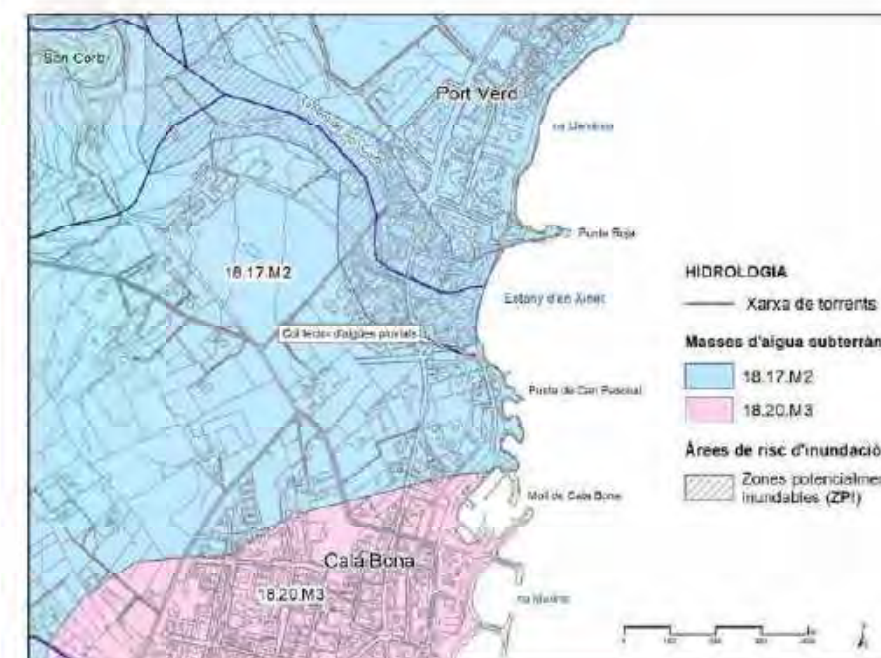 Son Corb
Port Verd
Punta Roja
18.17.M2
Estany d'en Xinet
Col·lector d'aigües pluvials
Punta de Can Pasqual
Moll de Cala Bona
Cala Bona
18.20.M3
HIDROLOGIA
Xarxa de torrents
Masses d'aigua subterràn
18.17.M2
18.20.M3
Àrees de risc d'inundació
Zones potencialme
inundables (ZPI)